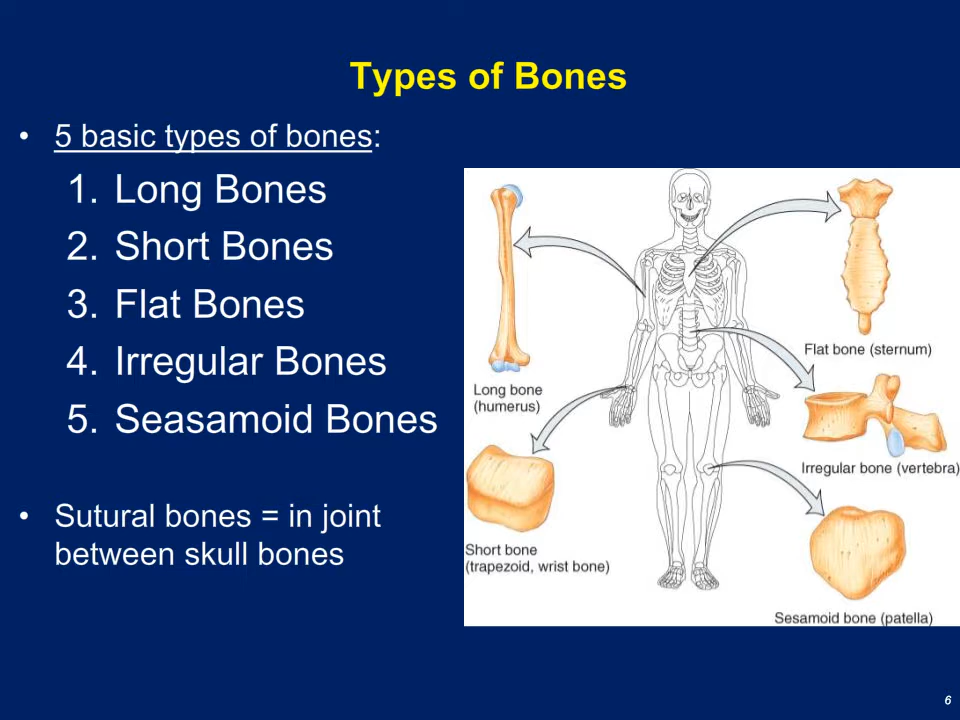 Types of Bones
• 5 basic types of bones:
1. Long Bones
2. Short Bones
3. Flat Bones
4. Irregular Bones
5. Seasamoid Bones
• Sutural bones = in joint
between skull bones
Flat bone (sternum)
Long bone
(humerus)
Irregular bone (vertebra)
Short bone
(trapezoid, wrist bone)
Sesamoid bone (patella)
6